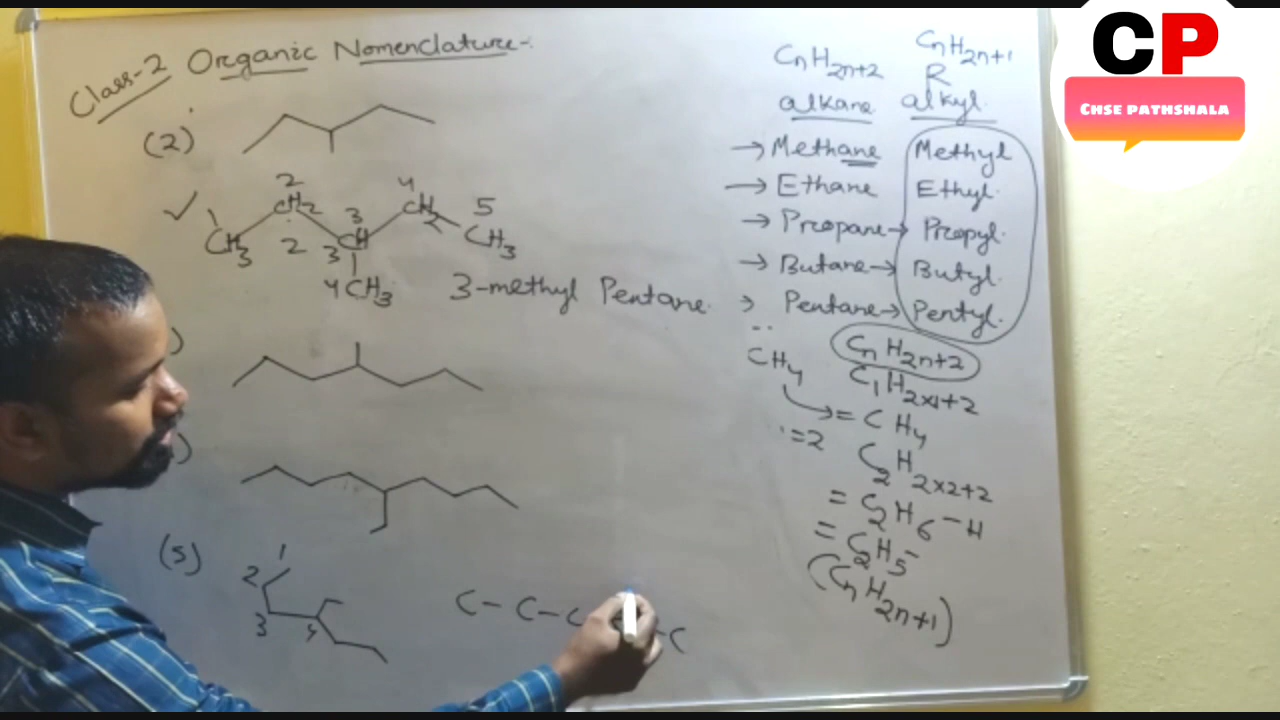 CP
CHSE PATHSHALA
Class-2 Organic Nomenclature-:
(2)
2
CH2
4
CH2
5
CH3
1
CH3
2
3
3 CH
4 CH3
3-methyl Pentane.
)
)
(5)
1
2
3
4
C - C - C
- C
CnH2n+2 CnH2n+1
R
alkane alkyl.
→ Methane Methyl
→ Ethane Ethyl.
→ Propane → Propyl.
→ Butane → Butyl.
> Pentane → Pentyl.
CnH2n+2
CH4 C1H2x1+2
= CH4
=2 C2H2x2+2
= C2H6 - H
= C2H5-
(CnH2n+1)